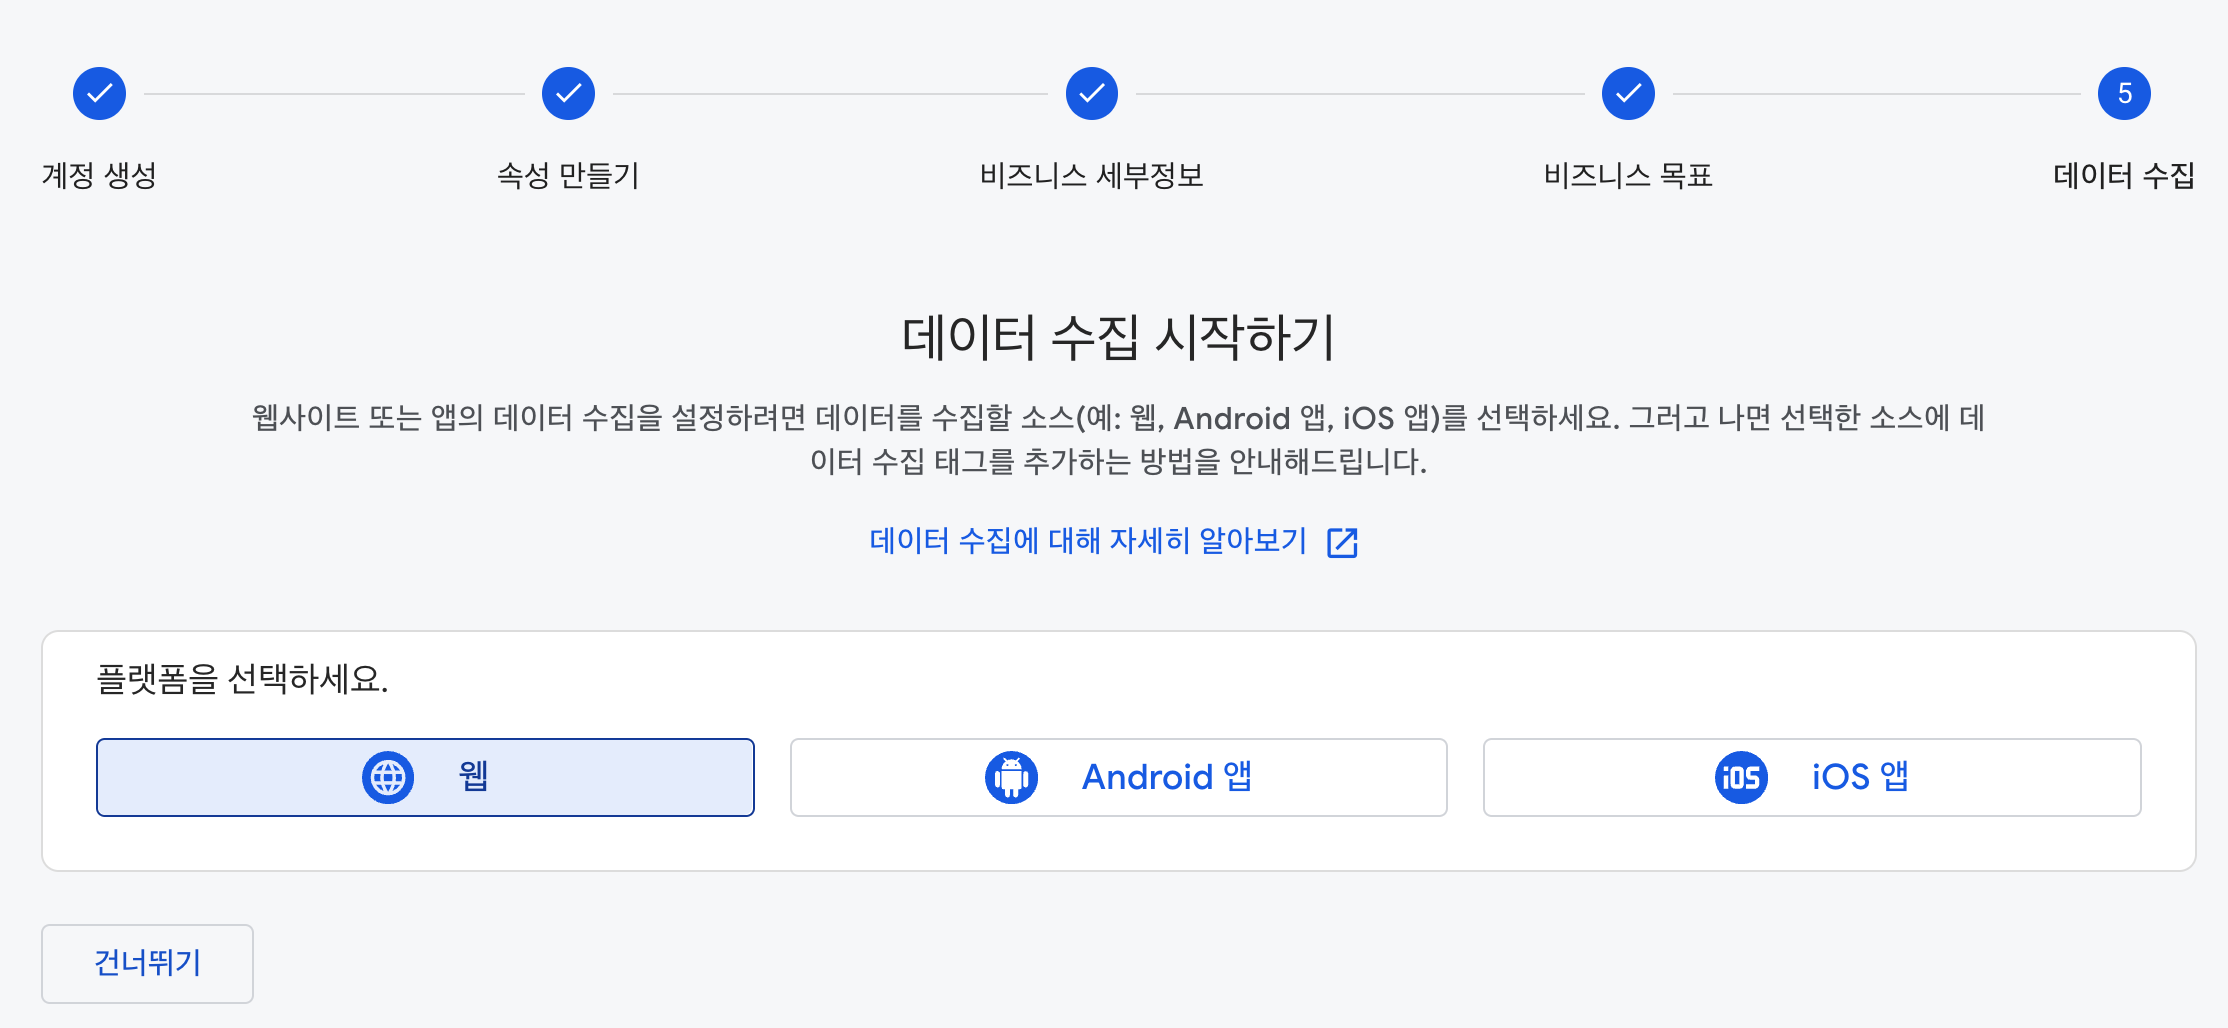 5
계정 생성
속성 만들기
비즈니스 세부정보
비즈니스 목표
데이터 수집
데이터 수집 시작하기
웹사이트 또는 앱의 데이터 수집을 설정하려면 데이터를 수집할 소스(예: 웹, Android 앱, iOS 앱)를 선택하세요. 그러고 나면 선택한 소스에 데
이터 수집 태그를 추가하는 방법을 안내해드립니다.
데이터 수집에 대해 자세히 알아보기
플랫폼을 선택하세요.
웹
Android 앱
iOS iOS 앱
건너뛰기